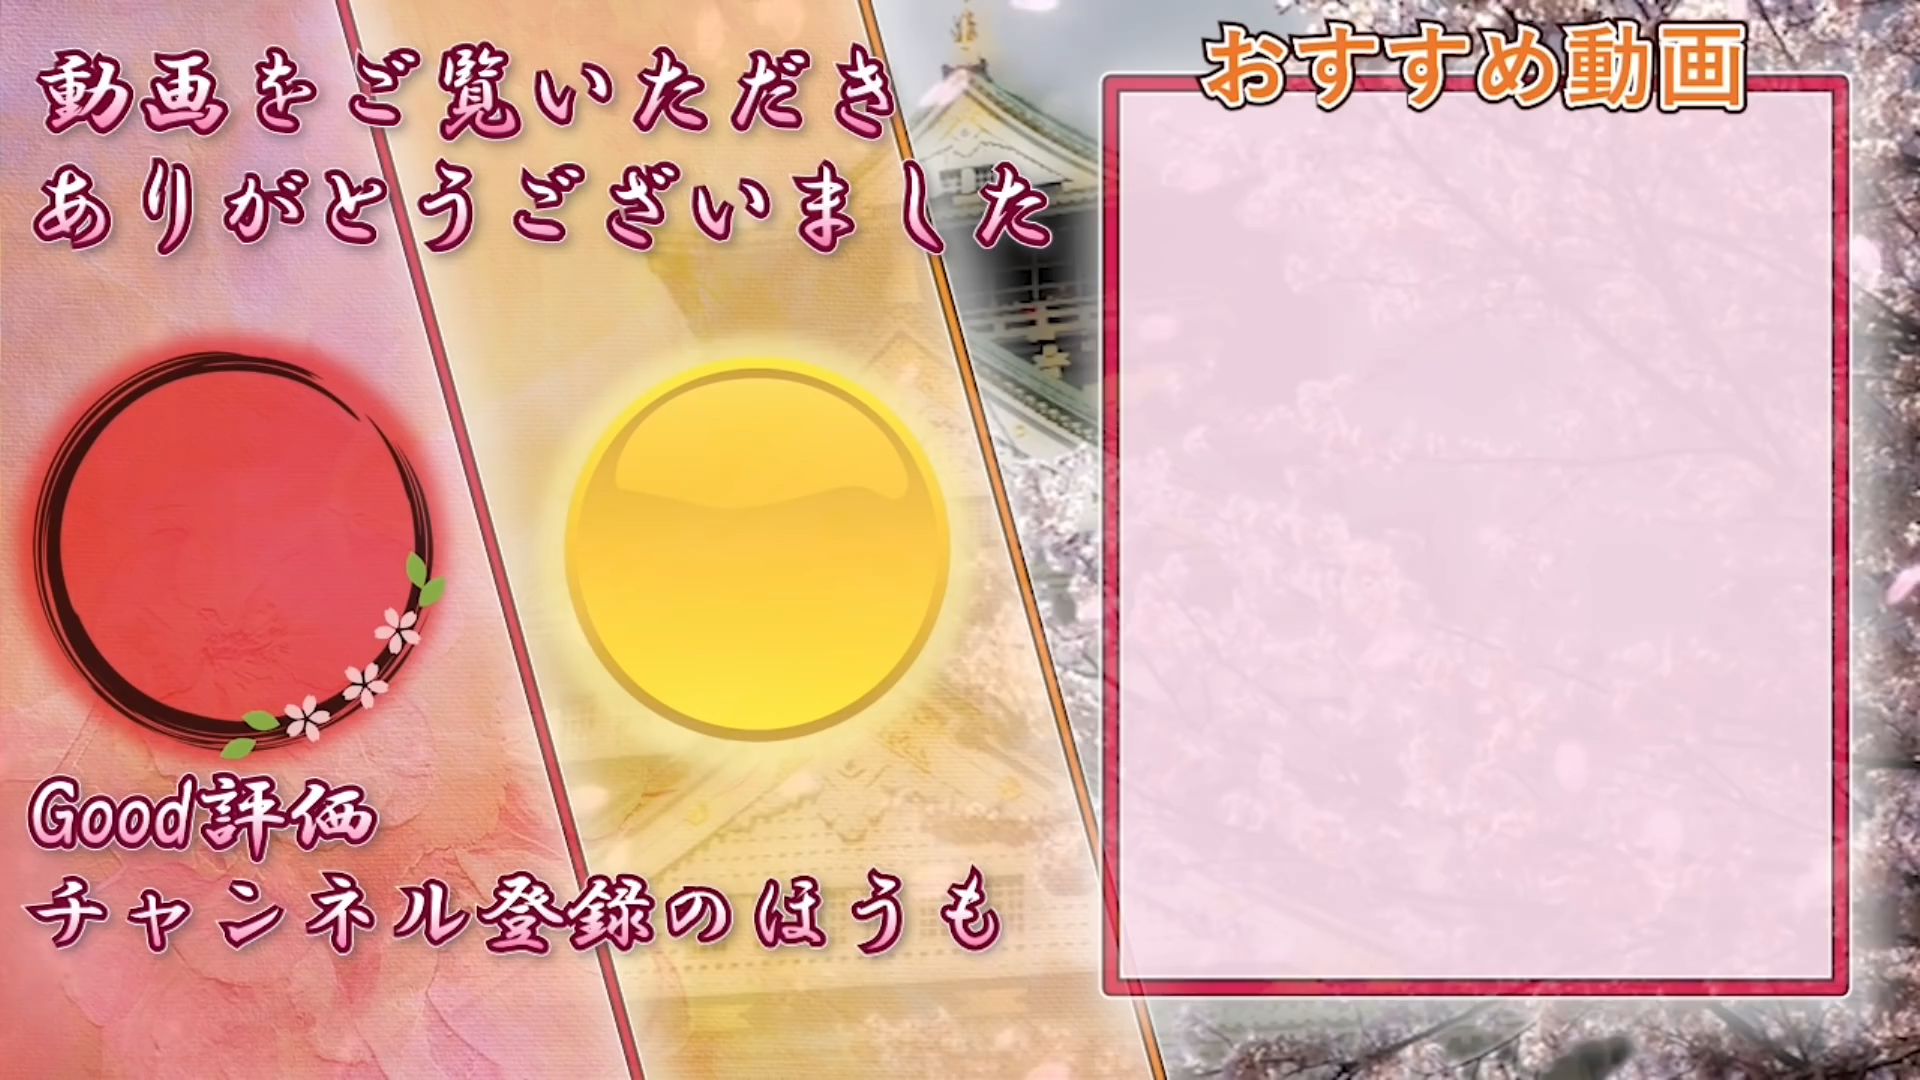 動画をご覧いただき
ありがとうございました
おすすめ動画
Good評価
チャンネル登録のほうも